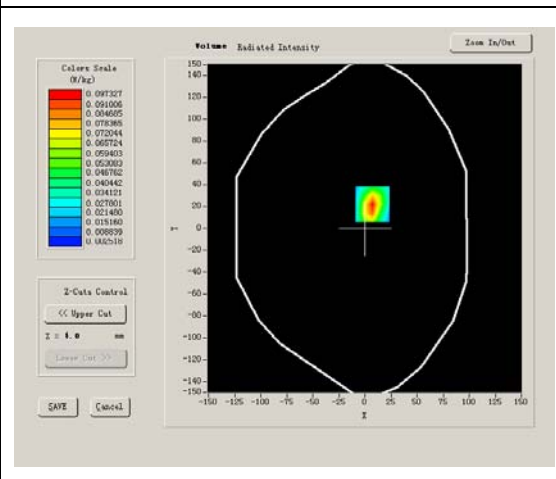 Volume Radiated Intensity
Zoom In/Out
Colors Scale
(W/kg)
0.097327
0.091006
0.084685
0.078365
0.072044
0.065724
0.059403
0.053083
0.046762
0.040442
0.034121
0.027801
0.021480
0.015160
0.008839
0.002518
150
140
120
100
80
60
40
20
0
-20
-40
-60
-80
-100
-120
-140
-150
Y
-150 -125 -100 -75 -50 -25 0 25 50 75 100 125 150
X
Z-Cuts Control
<< Upper Cut
Z = 4.0 mm
Lower Cut >>
SAVE Cancel